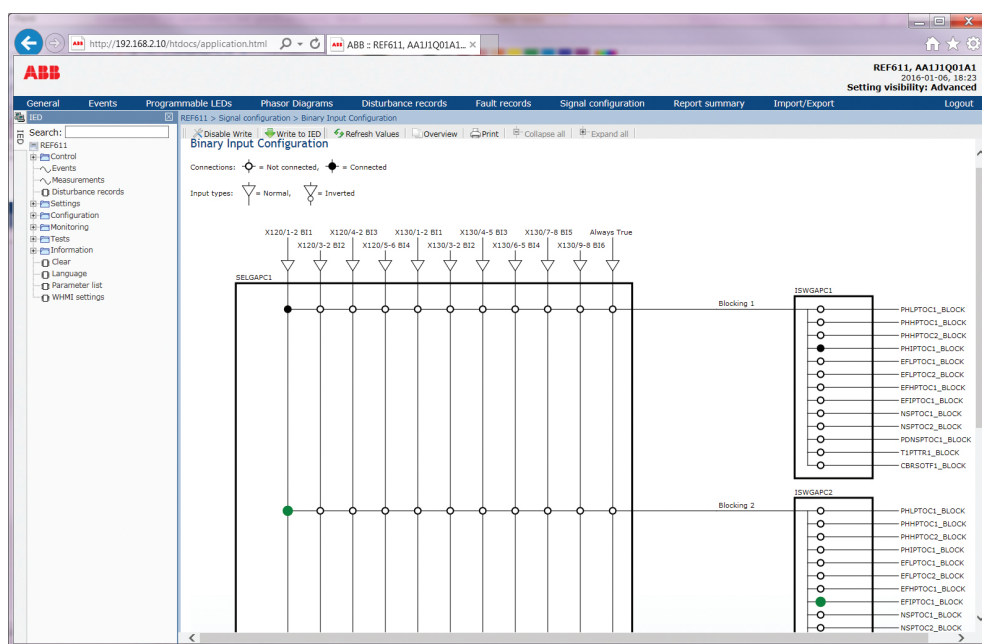 http://192.168.2.10/htdocs/application.html
ABB :: REF611, AA1J1Q01A1...
ABB
REF611, AA1J1Q01A1
2016-01-06, 18:23
Setting visibility: Advanced
General Events Programmable LEDs Phasor Diagrams Disturbance records Fault records Signal configuration Report summary Import/Export Logout
IED
REF611 > Signal configuration > Binary Input Configuration
IED
Search:
Disable Write Write to IED Refresh Values Overview Print Collapse all Expand all
REF611
Control
Events
Measurements
Disturbance records
Settings
Configuration
Monitoring
Tests
Information
Clear
Language
Parameter list
WHMI settings
Binary Input Configuration
Connections: = Not connected, = Connected
Input types: = Normal, = Inverted
X120/1-2 BI1 X120/4-2 BI3 X130/1-2 BI1 X130/4-5 BI3 X130/7-8 BI5 Always True
X120/3-2 BI2 X120/5-6 BI4 X130/3-2 BI2 X130/6-5 BI4 X130/9-8 BI6
SELGAPC1
Blocking 1
ISWGAPC1
PHLPTOC1_BLOCK
PHHPTOC1_BLOCK
PHHPTOC2_BLOCK
PHIPTOC1_BLOCK
EFLPTOC1_BLOCK
EFLPTOC2_BLOCK
EFHPTOC1_BLOCK
EFIPTOC1_BLOCK
NSPTOC1_BLOCK
NSPTOC2_BLOCK
PDNSPTOC1_BLOCK
T1PTTR1_BLOCK
CBRSOTF1_BLOCK
Blocking 2
ISWGAPC2
PHLPTOC1_BLOCK
PHHPTOC1_BLOCK
PHHPTOC2_BLOCK
PHIPTOC1_BLOCK
EFLPTOC1_BLOCK
EFLPTOC2_BLOCK
EFHPTOC1_BLOCK
EFIPTOC1_BLOCK
NSPTOC1_BLOCK
NSPTOC2_BLOCK